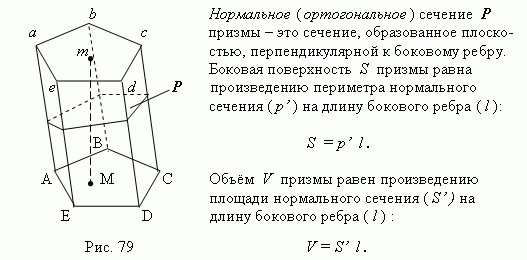 a
b
c
m
e
d
P
B
A
M
C
E
D
Рис. 79
Нормальное (ортогональное) сечение P
призмы – это сечение, образованное плоско-
стью, перпендикулярной к боковому ребру.
Боковая поверхность S призмы равна
произведению периметра нормального
сечения (p’) на длину бокового ребра (l):
S = p’ l.
Объём V призмы равен произведению
площади нормального сечения (S’) на
длину бокового ребра (l) :
V = S’ l.